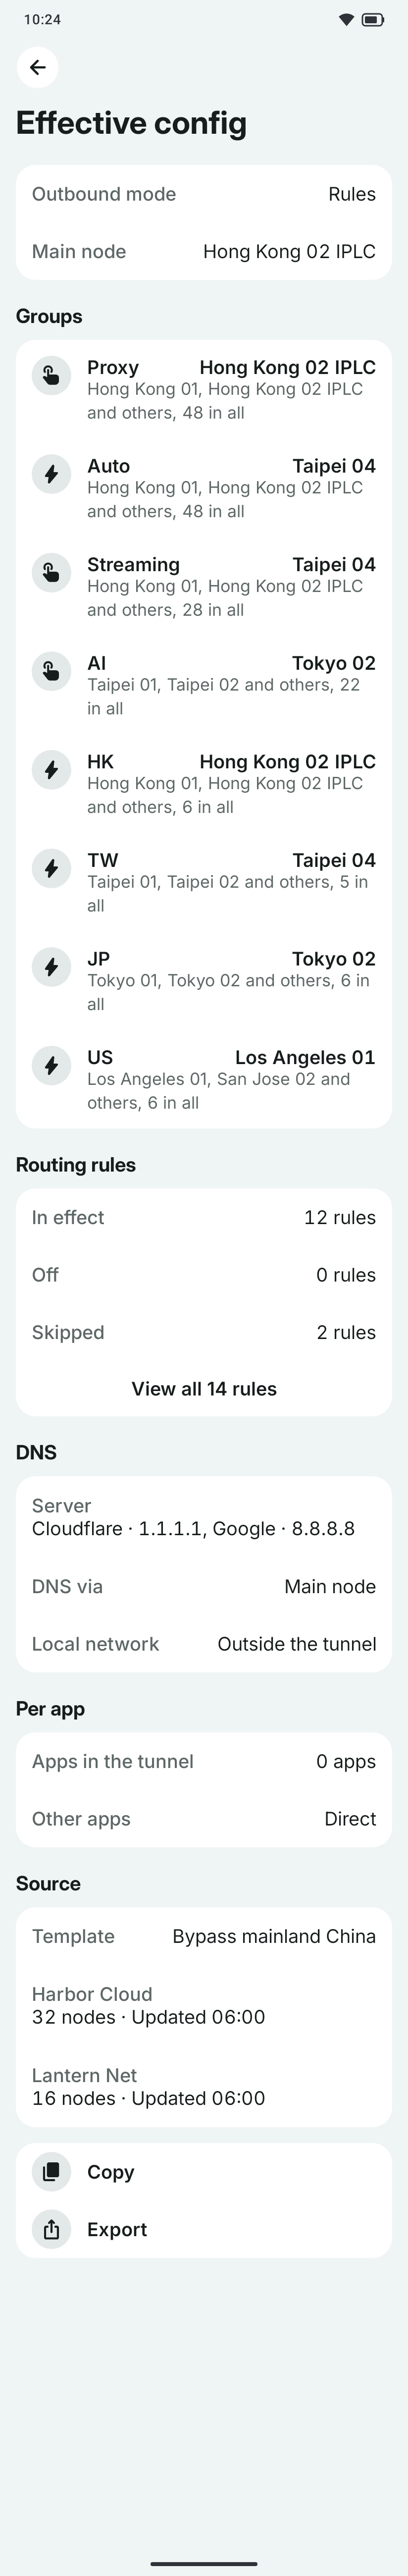 10:24
Effective config
Outbound mode Rules
Main node Hong Kong 02 IPLC
Groups
Proxy Hong Kong 02 IPLC
Hong Kong 01, Hong Kong 02 IPLC
and others, 48 in all
Auto Taipei 04
Hong Kong 01, Hong Kong 02 IPLC
and others, 48 in all
Streaming Taipei 04
Hong Kong 01, Hong Kong 02 IPLC
and others, 28 in all
AI Tokyo 02
Taipei 01, Taipei 02 and others, 22
in all
HK Hong Kong 02 IPLC
Hong Kong 01, Hong Kong 02 IPLC
and others, 6 in all
TW Taipei 04
Taipei 01, Taipei 02 and others, 5 in
all
JP Tokyo 02
Tokyo 01, Tokyo 02 and others, 6 in
all
US Los Angeles 01
Los Angeles 01, San Jose 02 and
others, 6 in all
Routing rules
In effect 12 rules
Off 0 rules
Skipped 2 rules
View all 14 rules
DNS
Server
Cloudflare · 1.1.1.1, Google · 8.8.8.8
DNS via Main node
Local network Outside the tunnel
Per app
Apps in the tunnel 0 apps
Other apps Direct
Source
Template Bypass mainland China
Harbor Cloud
32 nodes · Updated 06:00
Lantern Net
16 nodes · Updated 06:00
Copy
Export